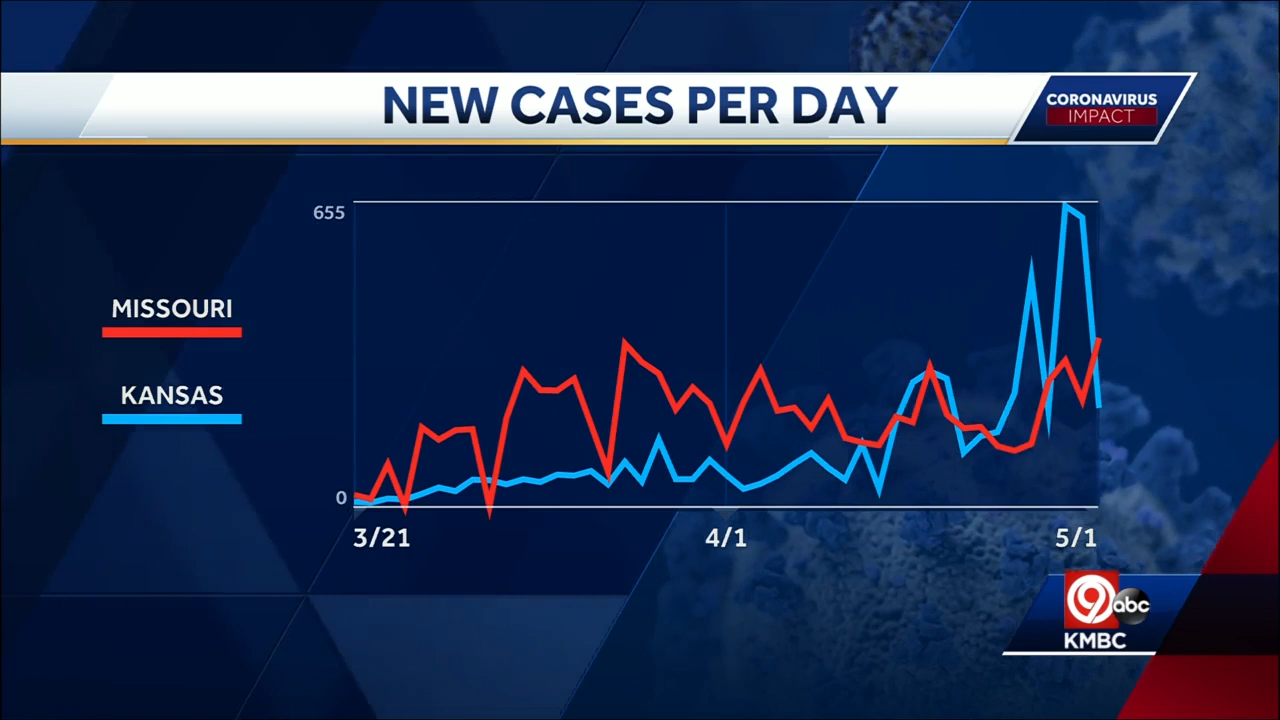 NEW CASES PER DAY
CORONAVIRUS
IMPACT
655
MISSOURI
KANSAS
0
3/21
4/1
5/1
9
abc
KMBC